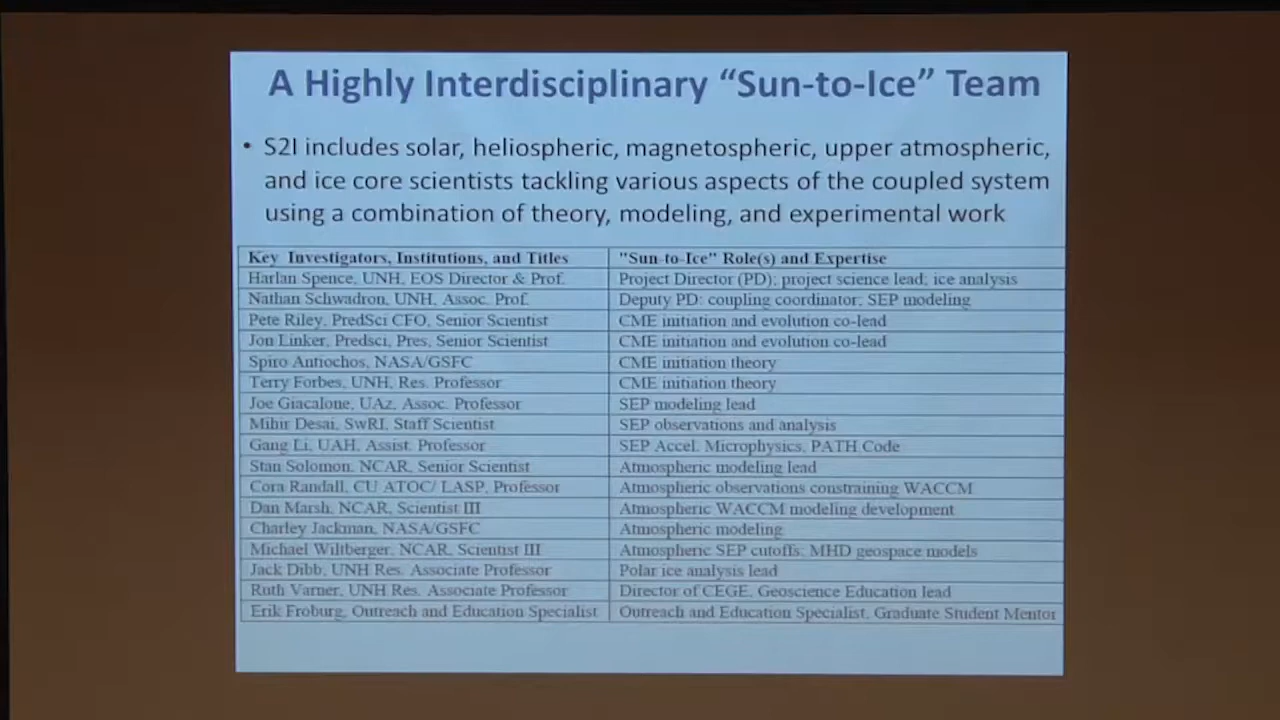 A Highly Interdisciplinary “Sun-to-Ice” Team
• S2I includes solar, heliospheric, magnetospheric, upper atmospheric,
and ice core scientists tackling various aspects of the coupled system
using a combination of theory, modeling, and experimental work
Key Investigators, Institutions, and Titles "Sun-to-Ice" Role(s) and Expertise
Harlan Spence, UNH, EOS Director & Prof. Project Director (PD); project science lead; ice analysis
Nathan Schwadron, UNH, Assoc. Prof. Deputy PD: coupling coordinator; SEP modeling
Pete Riley, PredSci CFO, Senior Scientist CME initiation and evolution co-lead
Jon Linker, Predsci, Pres, Senior Scientist CME initiation and evolution co-lead
Spiro Antiochos, NASA/GSFC CME initiation theory
Terry Forbes, UNH, Res. Professor CME initiation theory
Joe Giacalone, UAz, Assoc. Professor SEP modeling lead
Mihir Desai, SwRI, Staff Scientist SEP observations and analysis
Gang Li, UAH, Assist. Professor SEP Accel. Microphysics, PATH Code
Stan Solomon, NCAR, Senior Scientist Atmospheric modeling lead
Cora Randall, CU ATOC/ LASP, Professor Atmospheric observations constraining WACCM
Dan Marsh, NCAR, Scientist III Atmospheric WACCM modeling development
Charley Jackman, NASA/GSFC Atmospheric modeling
Michael Wiltberger, NCAR, Scientist III Atmospheric SEP cutoffs, MHD geospace models
Jack Dibb, UNH Res. Associate Professor Polar ice analysis lead
Ruth Varner, UNH Res. Associate Professor Director of CEGE, Geoscience Education lead
Erik Froburg, Outreach and Education Specialist Outreach and Education Specialist, Graduate Student Mentor